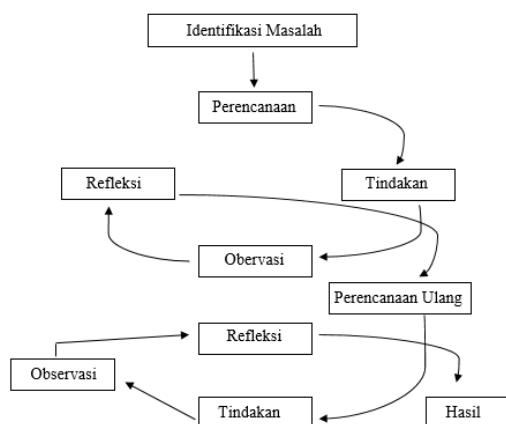 Identifikasi Masalah
Perencanaan
Refleksi
Tindakan
Obervasi
Perencanaan Ulang
Refleksi
Observasi
Tindakan
Hasil